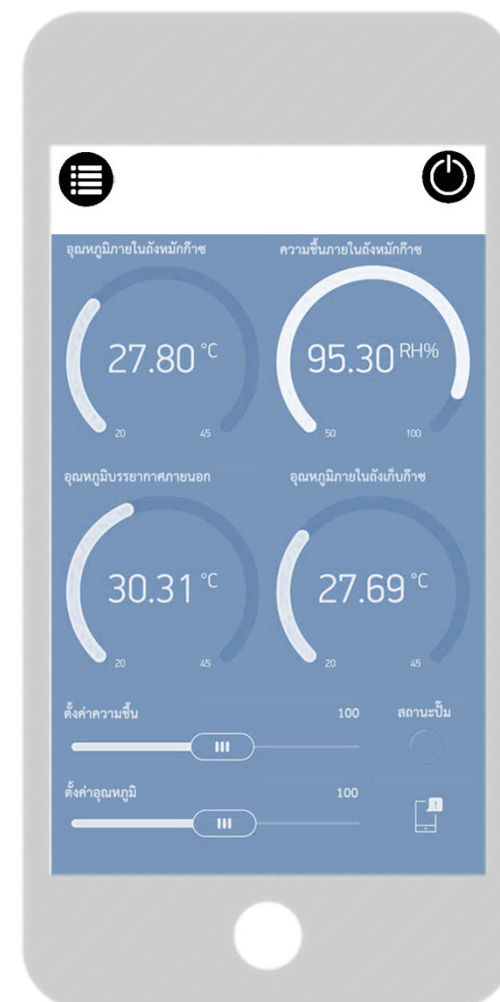 อุณหภูมิภายในถังหมักก๊าซ
ความชื้นภายในถังหมักก๊าซ
27.80 °C
95.30 RH%
20 45
50 100
อุณหภูมิบรรยากาศภายนอก
อุณหภูมิภายในถังเก็บก๊าซ
30.31 °C
27.69 °C
20 45
20 45
ตั้งค่าความชื้น 100 สถานะปั๊ม
ตั้งค่าอุณหภูมิ 100